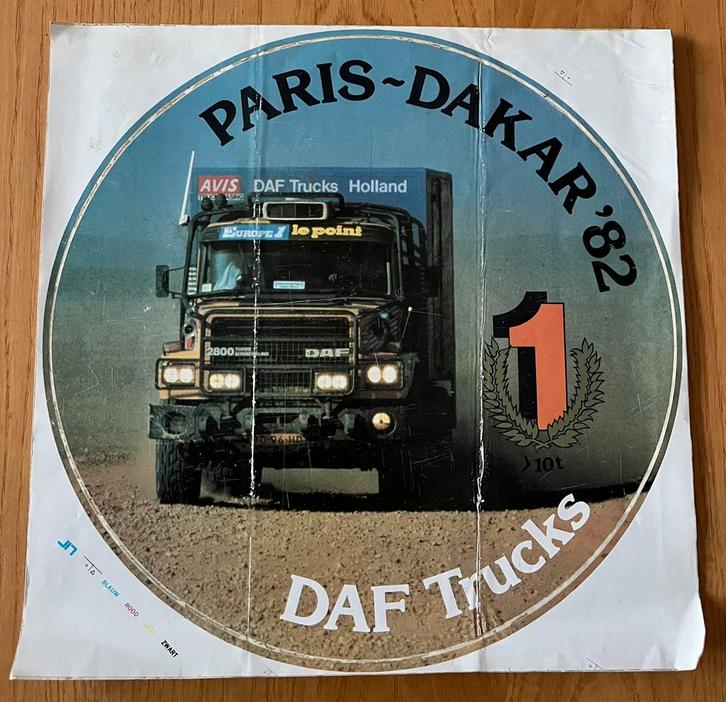 PARIS~DAKAR '82
AVIS
DAF Trucks Holland
EUROPE 1 le point
2800
DAF
1
>10t
DAF Trucks
BLAUW
ROOD
GEEL
ZWART